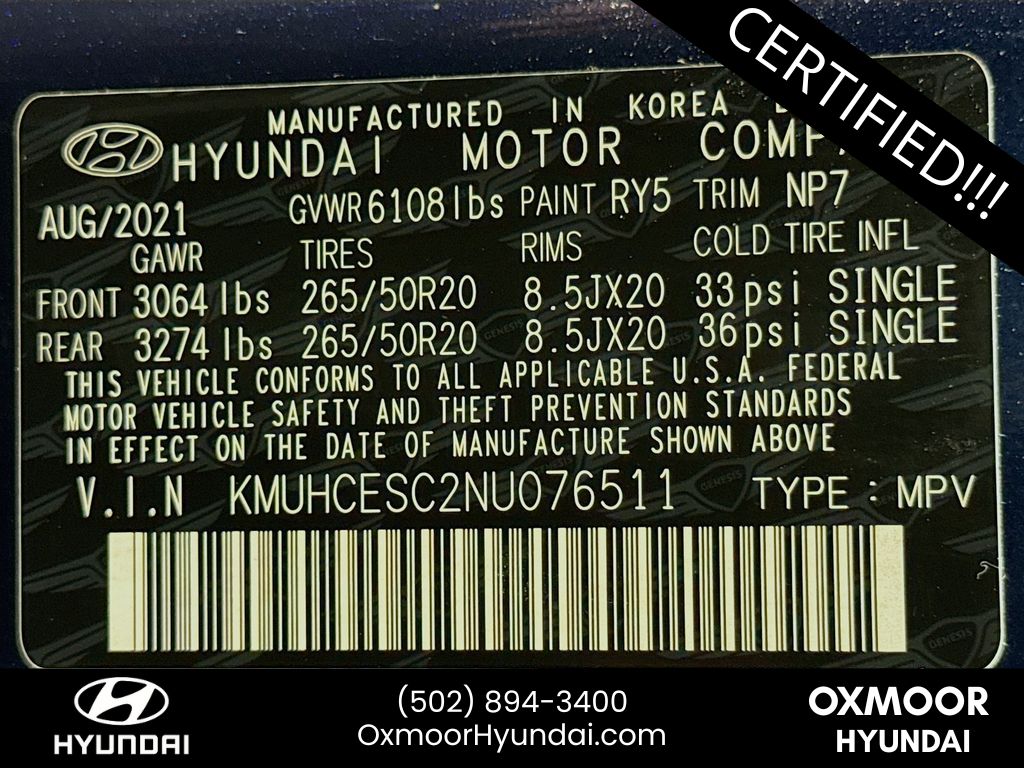 CERTIFIED!!!
MANUFACTURED IN KOREA
HYUNDAI MOTOR
AUG/2021 GVWR 6108lbs PAINT RY5 TRIM NP7
GAWR TIRES RIMS COLD TIRE INFL
FRONT 3064 lbs 265/50R20 8.5JX20 33psi SINGLE
REAR 3274 lbs 265/50R20 8.5JX20 36psi SINGLE
THIS VEHICLE CONFORMS TO ALL APPLICABLE U.S.A. FEDERAL
MOTOR VEHICLE SAFETY AND THEFT PREVENTION STANDARDS
IN EFFECT ON THE DATE OF MANUFACTURE SHOWN ABOVE
V.I.N KMUHCESC2NU076511 TYPE : MPV
GENESIS
HYUNDAI
(502) 894-3400
OxmoorHyundai.com
OXMOOR
HYUNDAI